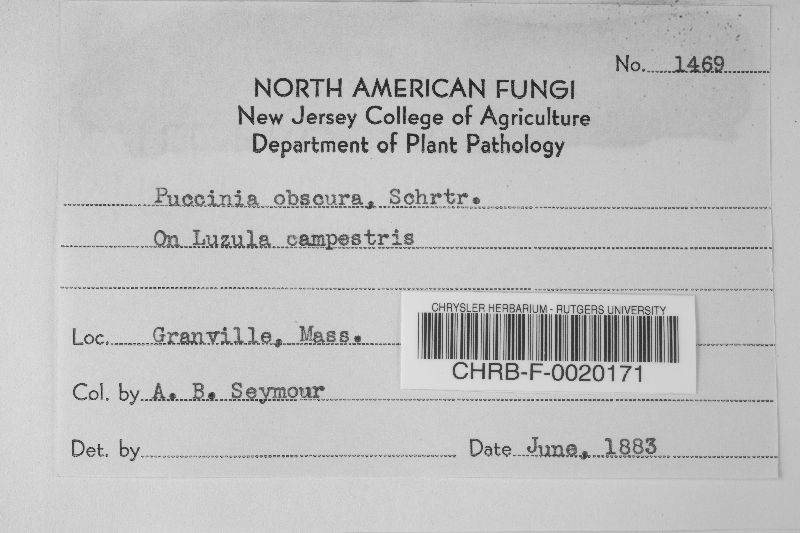 No. 1469
NORTH AMERICAN FUNGI
New Jersey College of Agriculture
Department of Plant Pathology
Puccinia obscura, Schrtr.
On Luzula campestris
Loc. Granville, Mass.
CHRYSLER HERBARIUM - RUTGERS UNIVERSITY
CHRB-F-0020171
Col. by A. B. Seymour
Det. by
Date June, 1883